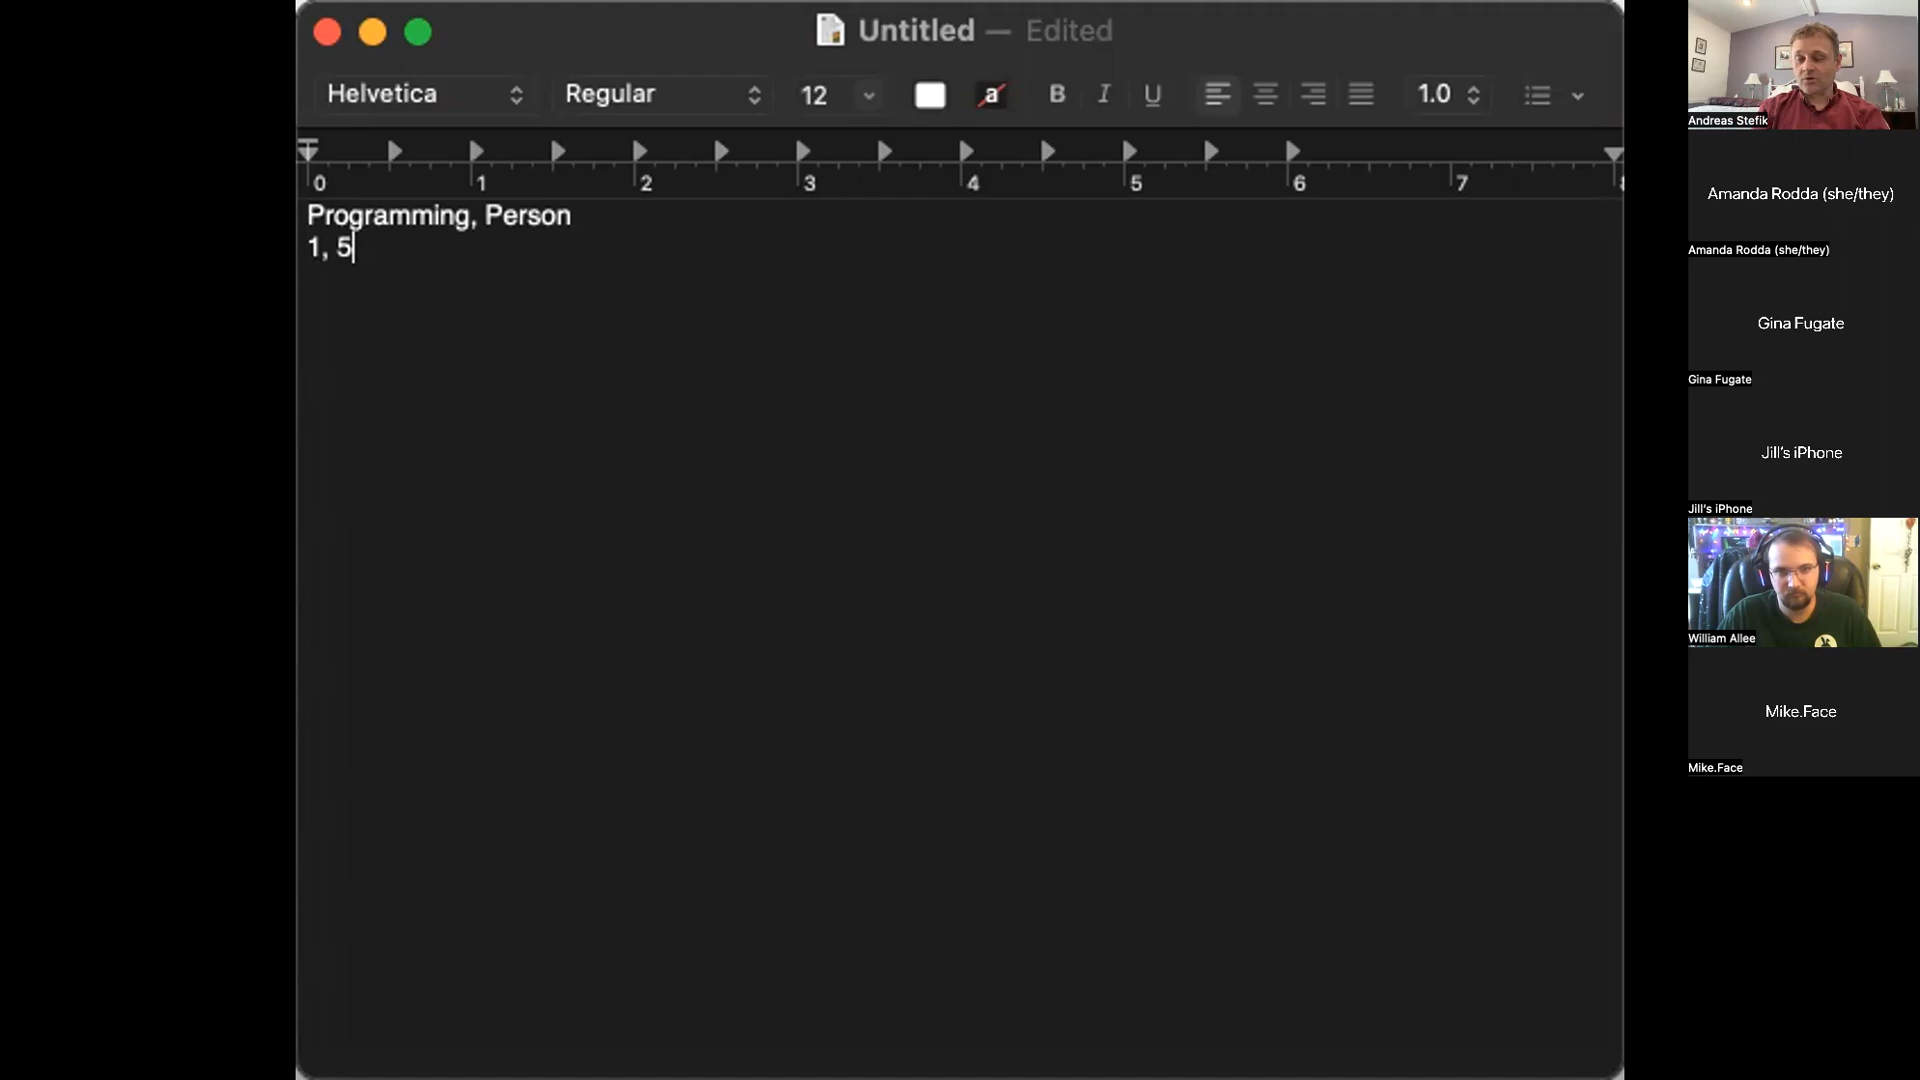 Untitled — Edited
Helvetica Regular 12 a B I U 1.0
0 1 2 3 4 5 6 7 8
Programming, Person
1, 5
Andreas Stefik
Amanda Rodda (she/they)
Amanda Rodda (she/they)
Gina Fugate
Gina Fugate
Jill's iPhone
Jill's iPhone
William Allee
Mike.Face
Mike.Face